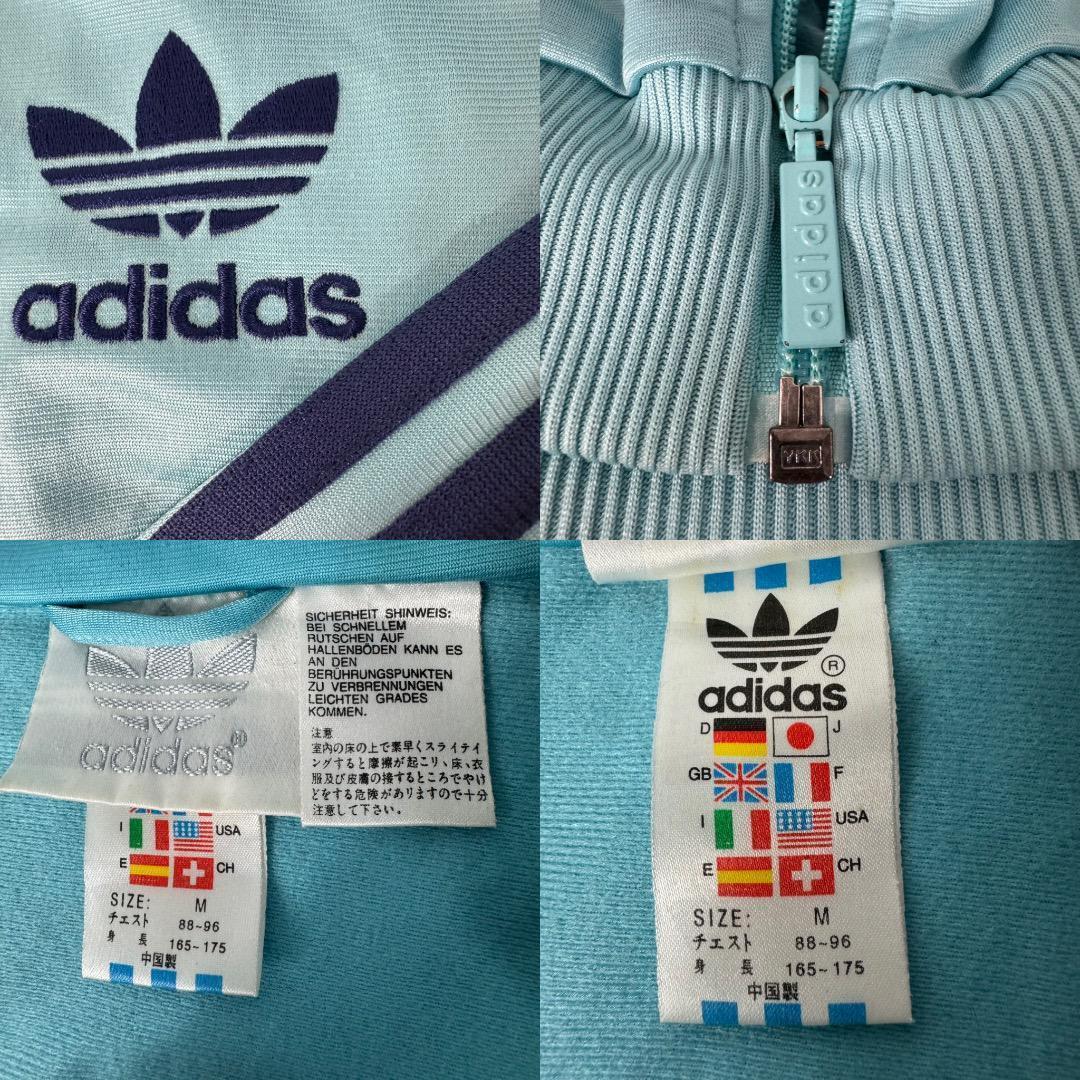 adidas
adidas
YKK
adidas®
SICHERHEIT SHINWEIS:
BEI SCHNELLEM
RUTSCHEN AUF
HALLENBÖDEN KANN ES
AN DEN
BERÜHRUNGSPUNKTEN
ZU VERBRENNUNGEN
LEICHTEN GRADES
KOMMEN.
注意
室内の床の上で素早くスライティ
ングすると摩擦が起こり、床、衣
服及び皮膚の接するところでやけ
どをする危険がありますので十分
注意して下さい。
I USA
E CH
SIZE: M
チェスト 88~96
身長 165~175
中国製
®
adidas
D J
GB F
I USA
E CH
SIZE: M
チェスト 88~96
身長 165~175
中国製